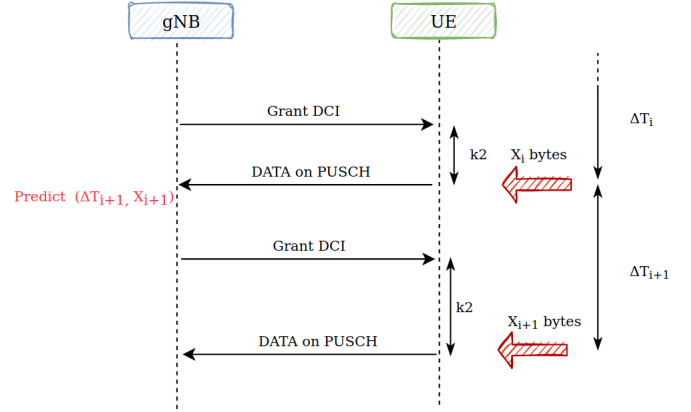 gNB
UE
Grant DCI
ΔTi
k2
Xi bytes
DATA on PUSCH
Predict (ΔTi+1, Xi+1)
Grant DCI
ΔTi+1
k2
Xi+1 bytes
DATA on PUSCH